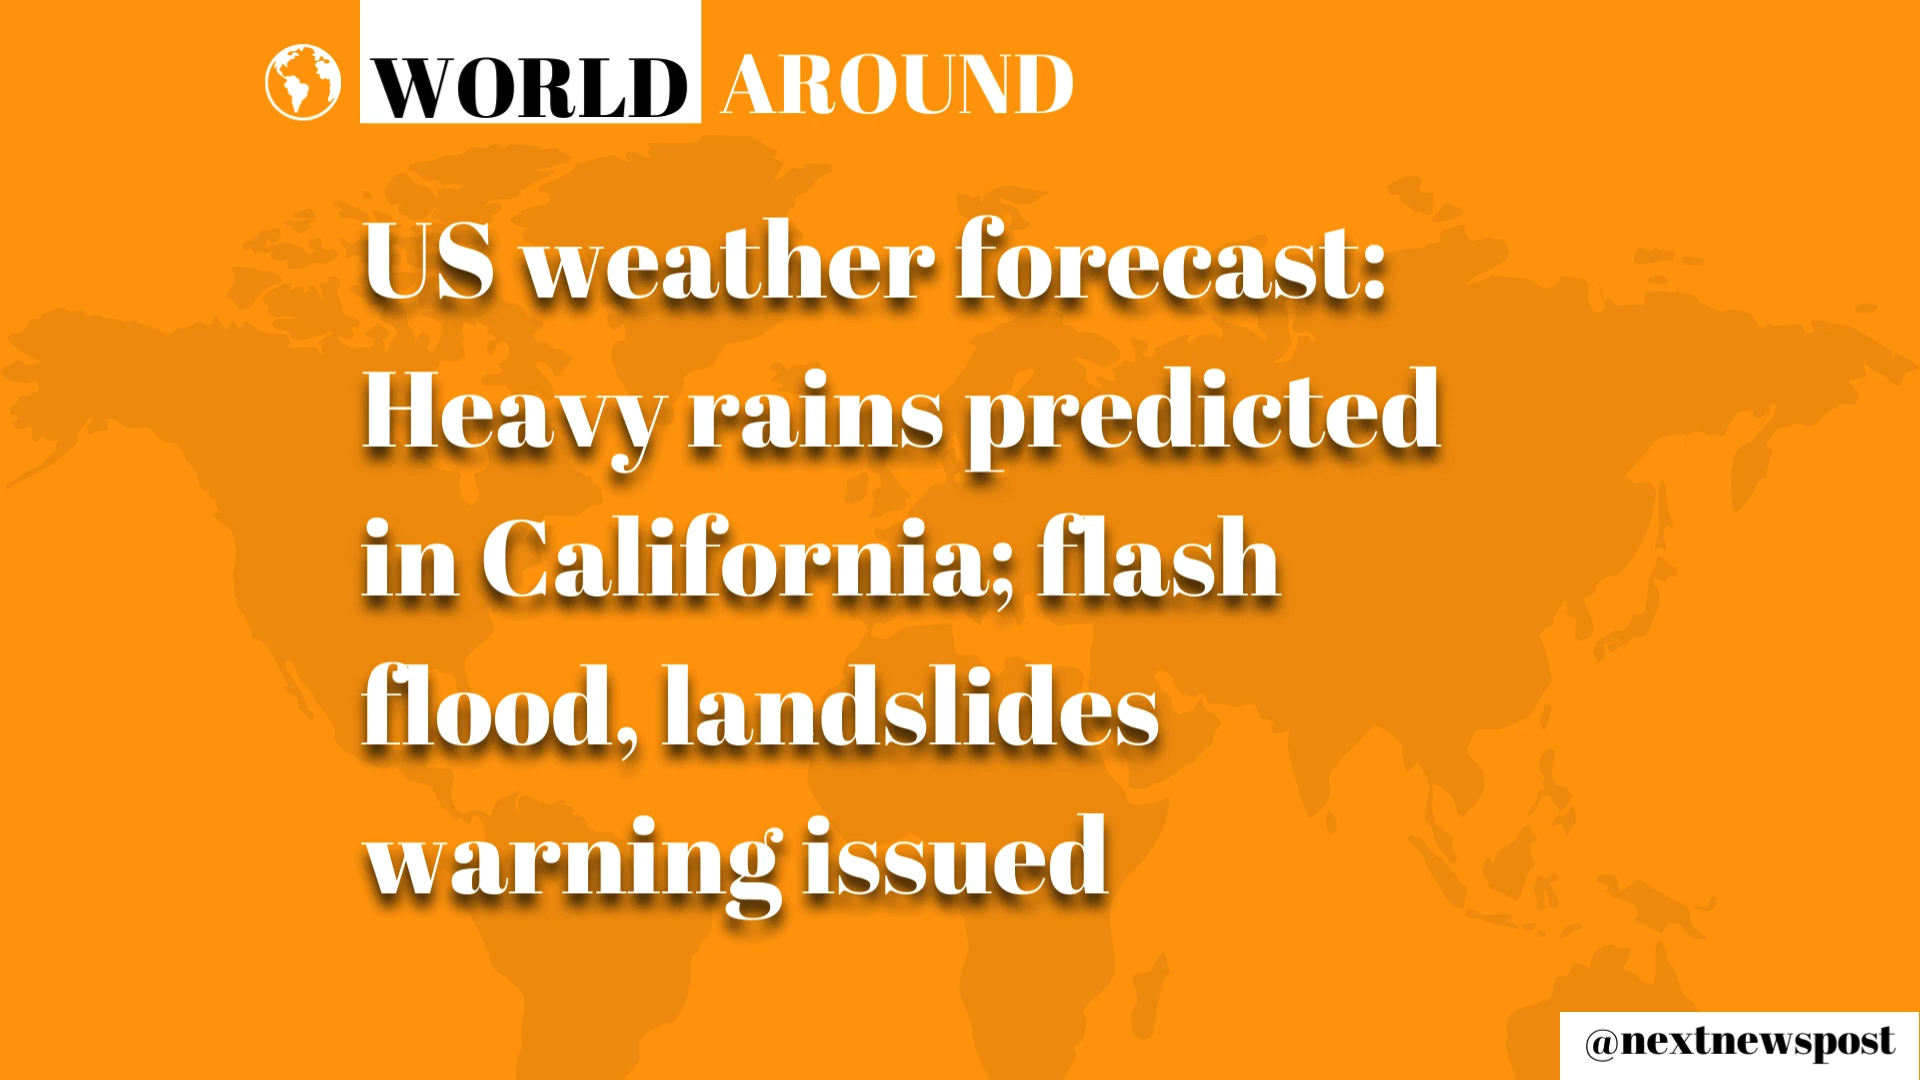 WORLD AROUND
US weather forecast:
Heavy rains predicted
in California; flash
flood, landslides
warning issued
@nextnewspost